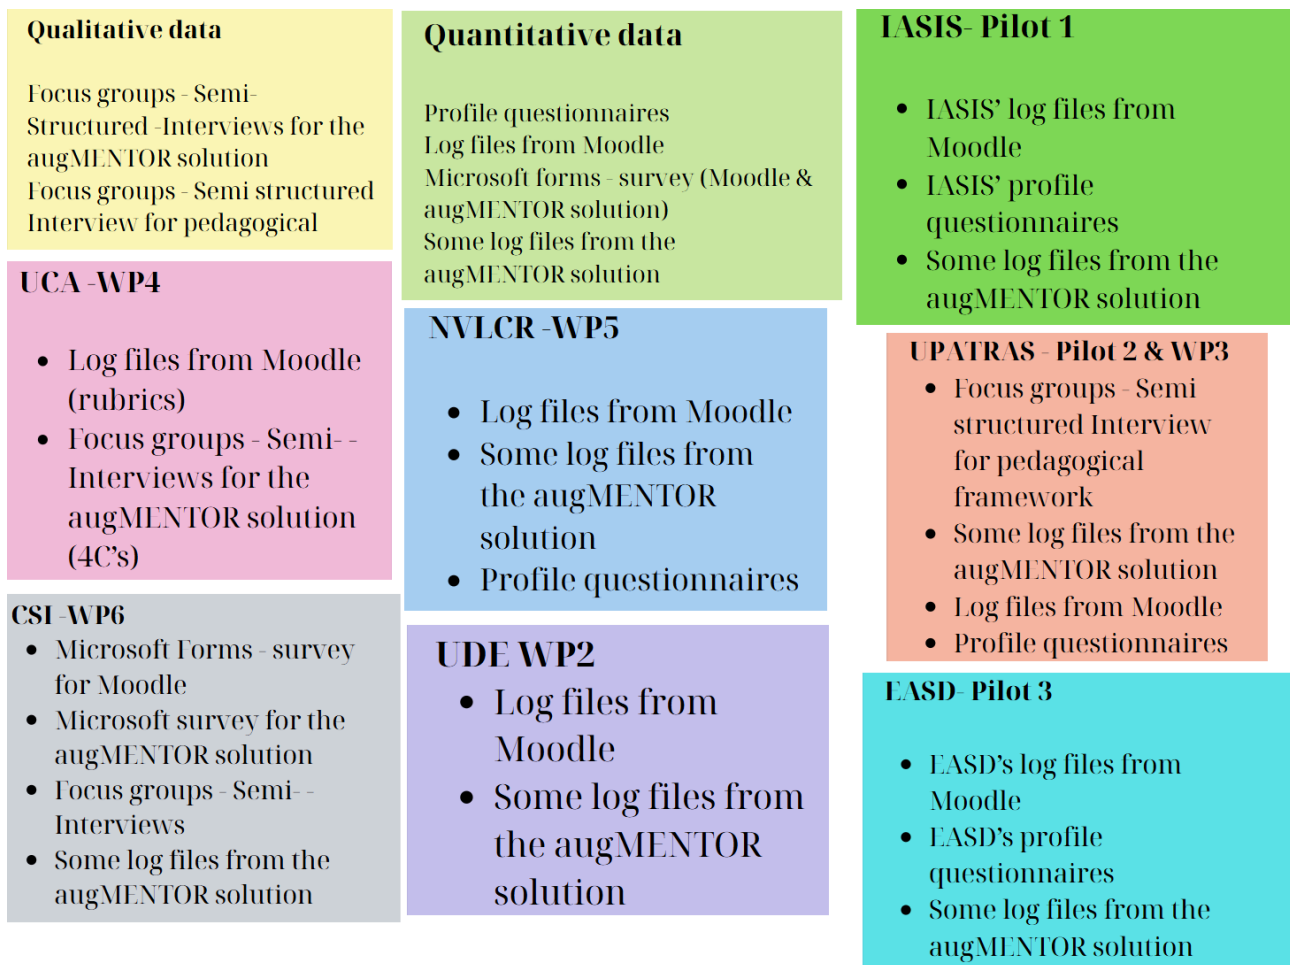 Qualitative data
Focus groups - Semi-
Structured -Interviews for the
augMENTOR solution
Focus groups - Semi structured
Interview for pedagogical
Quantitative data
Profile questionnaires
Log files from Moodle
Microsoft forms - survey (Moodle &
augMENTOR solution)
Some log files from the
augMENTOR solution
IASIS- Pilot 1
• IASIS' log files from
Moodle
• IASIS' profile
questionnaires
• Some log files from the
augMENTOR solution
UCA -WP4
• Log files from Moodle
(rubrics)
• Focus groups - Semi- -
Interviews for the
augMENTOR solution
(4C's)
NVLCR -WP5
• Log files from Moodle
• Some log files from
the augMENTOR
solution
• Profile questionnaires
UPATRAS - Pilot 2 & WP3
• Focus groups - Semi
structured Interview
for pedagogical
framework
• Some log files from the
augMENTOR solution
• Log files from Moodle
• Profile questionnaires
CSI -WP6
• Microsoft Forms - survey
for Moodle
• Microsoft survey for the
augMENTOR solution
• Focus groups - Semi- -
Interviews
• Some log files from the
augMENTOR solution
UDE WP2
• Log files from
Moodle
• Some log files from
the augMENTOR
solution
EASD- Pilot 3
• EASD's log files from
Moodle
• EASD's profile
questionnaires
• Some log files from the
augMENTOR solution